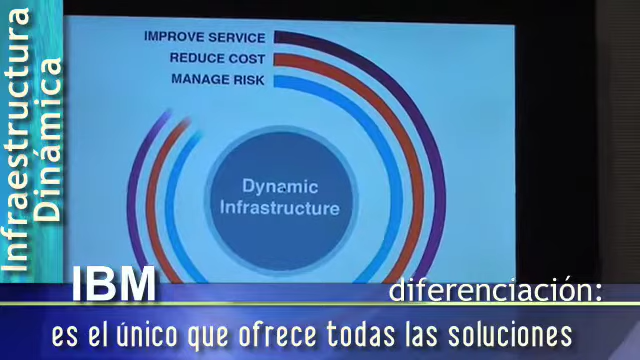 Infraestructura
Dinámica
IMPROVE SERVICE
REDUCE COST
MANAGE RISK
Dynamic
Infrastructure
IBM
diferenciación:
es el único que ofrece todas las soluciones